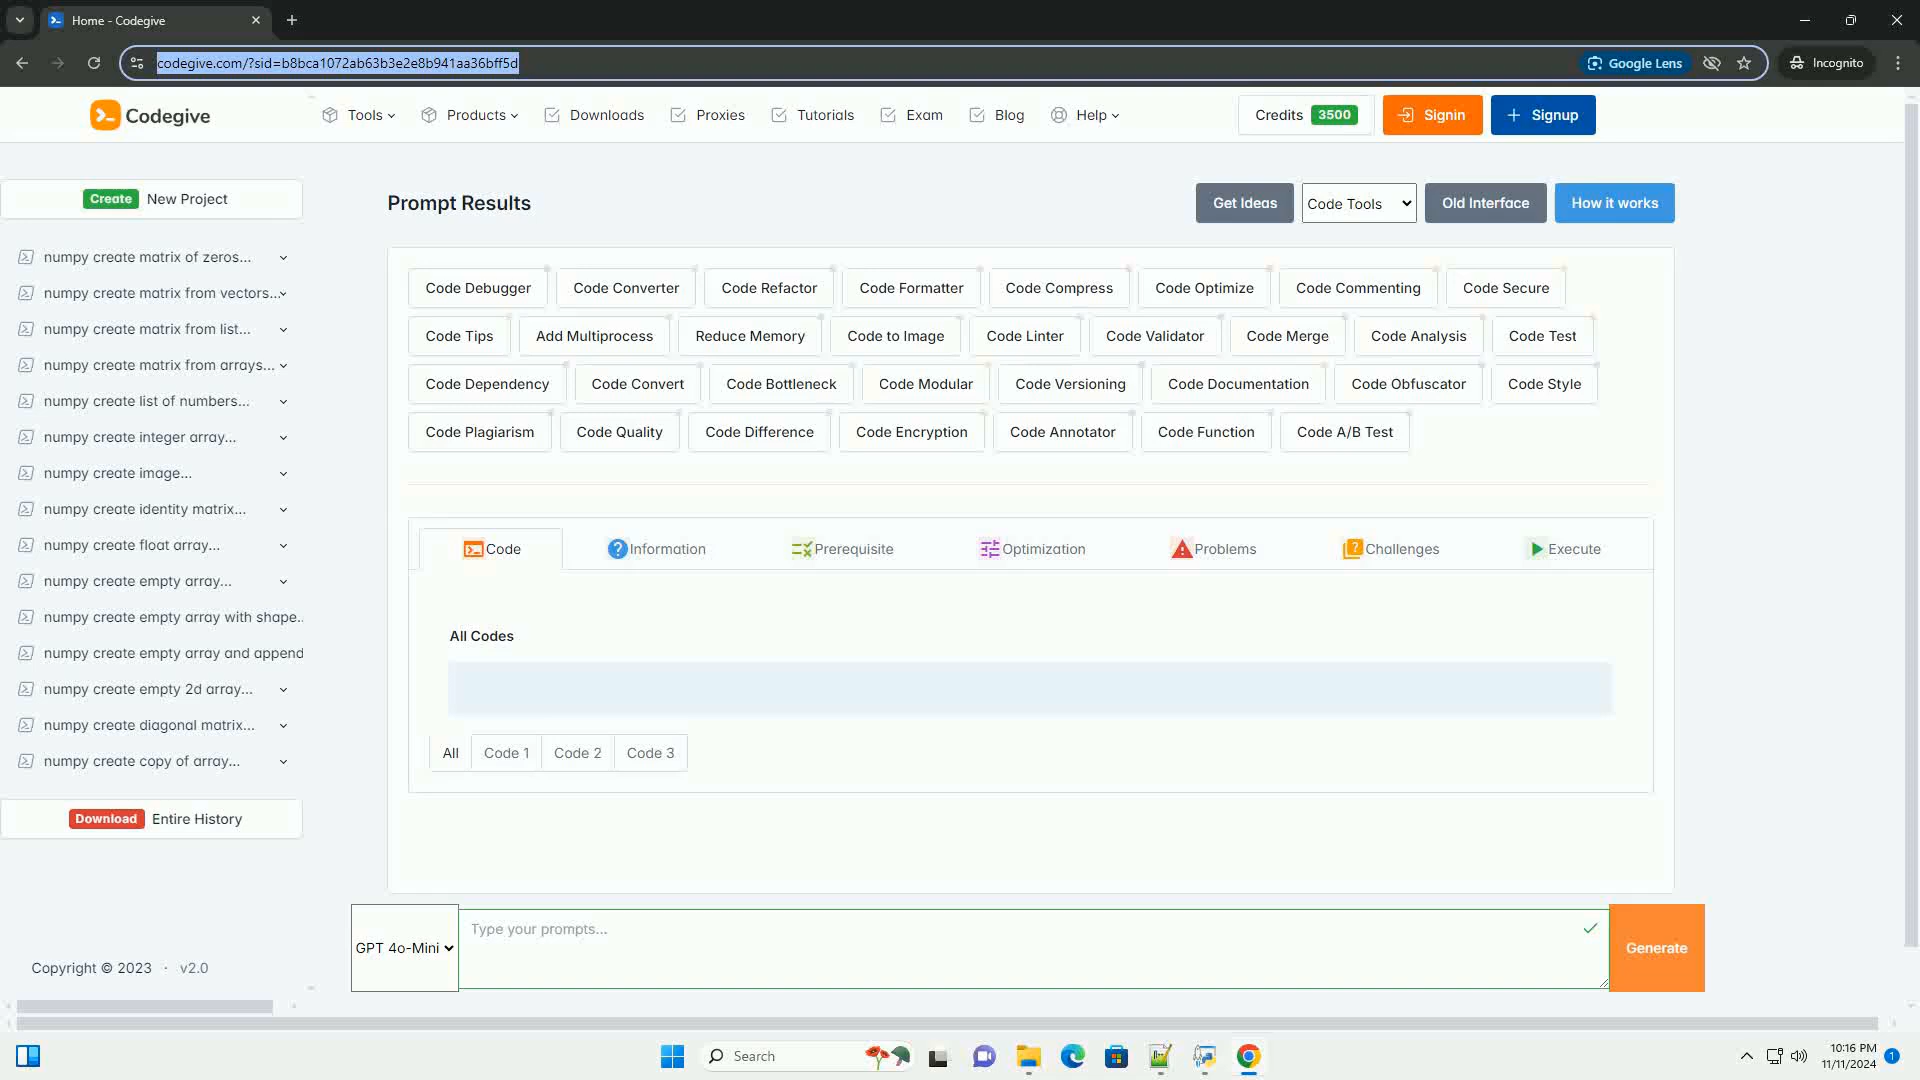 Home - Codegive
codegive.com/?sid=b8bca1072ab63b3e2e8b941aa36bff5d
Google Lens
Incognito
Codegive
Tools
Products
Downloads
Proxies
Tutorials
Exam
Blog
Help
Credits 3500
Signin
Signup
Create New Project
numpy create matrix of zeros...
numpy create matrix from vectors...
numpy create matrix from list...
numpy create matrix from arrays...
numpy create list of numbers...
numpy create integer array...
numpy create image...
numpy create identity matrix...
numpy create float array...
numpy create empty array...
numpy create empty array with shape..
numpy create empty array and append
numpy create empty 2d array...
numpy create diagonal matrix...
numpy create copy of array...
Download Entire History
Copyright © 2023 · v2.0
Prompt Results
Get Ideas
Code Tools
Old Interface
How it works
Code Debugger
Code Converter
Code Refactor
Code Formatter
Code Compress
Code Optimize
Code Commenting
Code Secure
Code Tips
Add Multiprocess
Reduce Memory
Code to Image
Code Linter
Code Validator
Code Merge
Code Analysis
Code Test
Code Dependency
Code Convert
Code Bottleneck
Code Modular
Code Versioning
Code Documentation
Code Obfuscator
Code Style
Code Plagiarism
Code Quality
Code Difference
Code Encryption
Code Annotator
Code Function
Code A/B Test
Code
Information
Prerequisite
Optimization
Problems
Challenges
Execute
All Codes
All
Code 1
Code 2
Code 3
GPT 4o-Mini
Type your prompts...
Generate
Search
10:16 PM
11/11/2024
1